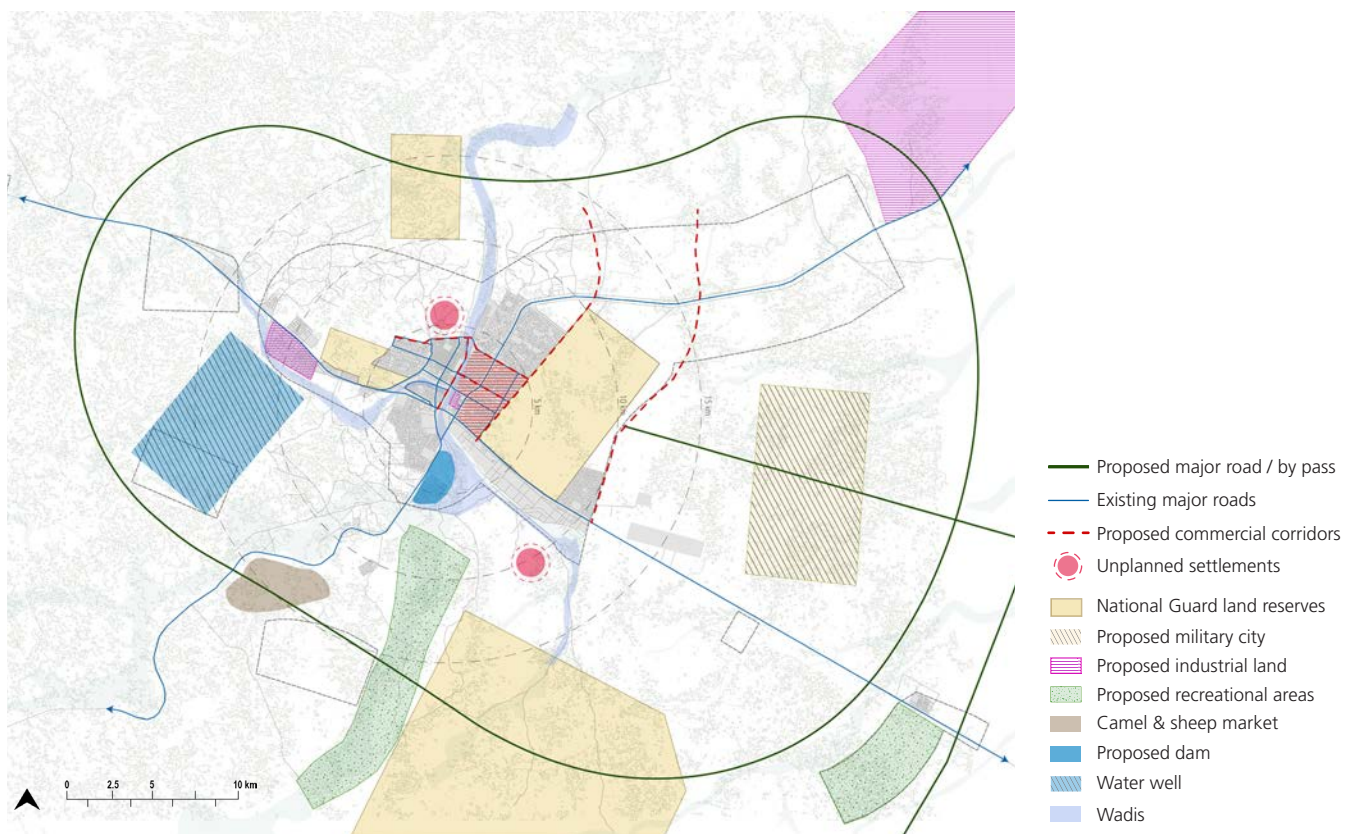 5 km
10 km
15 km
0 2.5 5 10 km
Proposed major road / by pass
Existing major roads
Proposed commercial corridors
Unplanned settlements
National Guard land reserves
Proposed military city
Proposed industrial land
Proposed recreational areas
Camel & sheep market
Proposed dam
Water well
Wadis